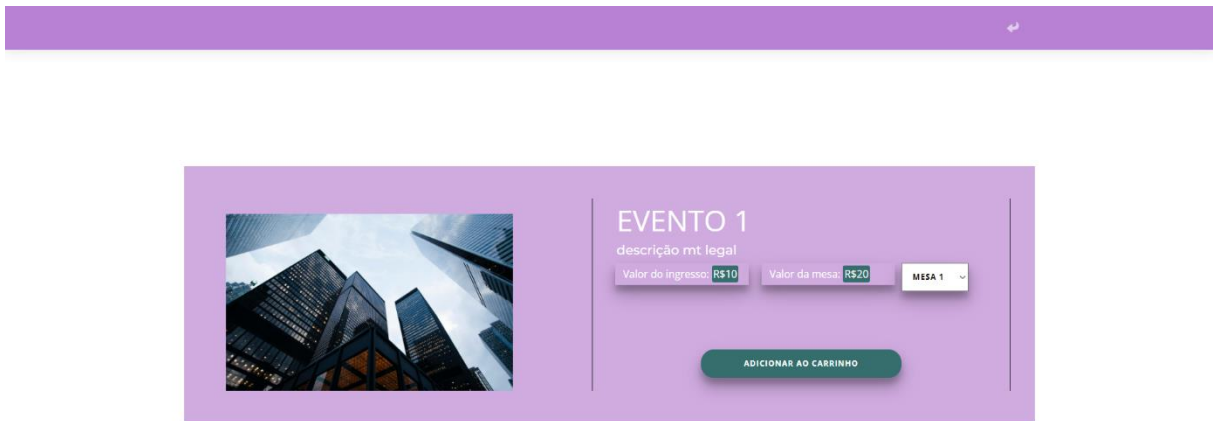 EVENTO 1
descrição mt legal
Valor do ingresso: R$10 Valor da mesa: R$20 MESA 1
ADICIONAR AO CARRINHO